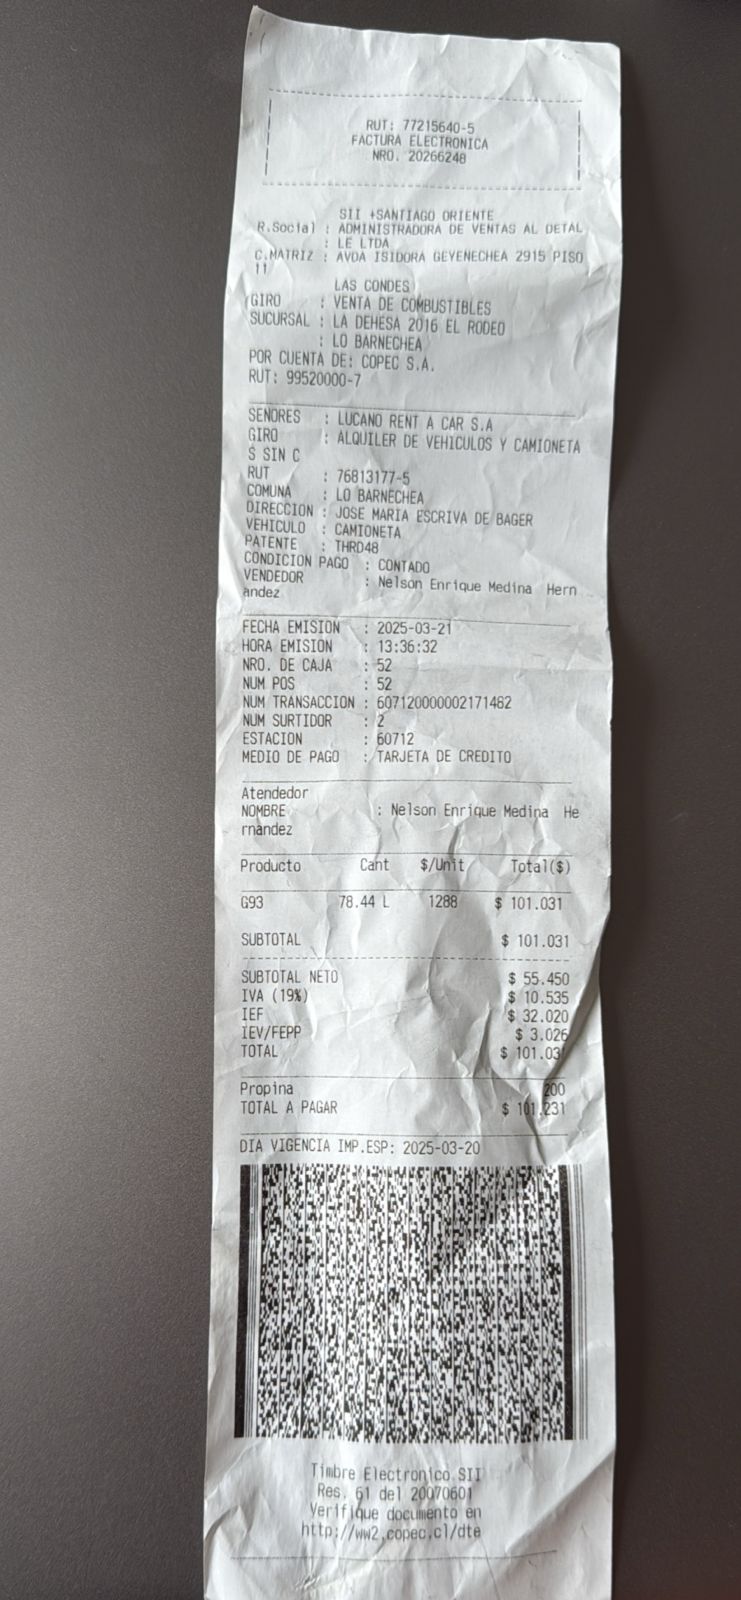 RUT: 77215640-5
FACTURA ELECTRONICA
NRO. 20266248
SII +SANTIAGO ORIENTE
R.Social : ADMINISTRADORA DE VENTAS AL DETAL
: LE LTDA
C.MATRIZ : AVDA ISIDORA GEYENECHEA 2915 PISO
11
LAS CONDES
GIRO : VENTA DE COMBUSTIBLES
SUCURSAL : LA DEHESA 2016 EL RODEO
: LO BARNECHEA
POR CUENTA DE: COPEC S.A.
RUT: 99520000-7
SENORES : LUCANO RENT A CAR S.A
GIRO : ALQUILER DE VEHICULOS Y CAMIONETA
S SIN C
RUT : 76813177-5
COMUNA : LO BARNECHEA
DIRECCION : JOSE MARIA ESCRIVA DE BAGER
VEHICULO : CAMIONETA
PATENTE : THRD48
CONDICION PAGO : CONTADO
VENDEDOR : Nelson Enrique Medina Hern
andez
FECHA EMISION : 2025-03-21
HORA EMISION : 13:36:32
NRO. DE CAJA : 52
NUM POS : 52
NUM TRANSACCION : 607120000002171482
NUM SURTIDOR : 2
ESTACION : 60712
MEDIO DE PAGO : TARJETA DE CREDITO
Atendedor
NOMBRE : Nelson Enrique Medina He
rnandez
Producto Cant $/Unit Total($)
G93 78.44 L 1288 $ 101.031
SUBTOTAL $ 101.031
SUBTOTAL NETO $ 55.450
IVA (19%) $ 10.535
IEF $ 32.020
IEV/FEPP $ 3.026
TOTAL $ 101.031
Propina 200
TOTAL A PAGAR $ 101.231
DIA VIGENCIA IMP.ESP: 2025-03-20
Timbre Electronico SII
Res. 61 del 20070601
Verifique documento en
http://ww2.copec.cl/dte